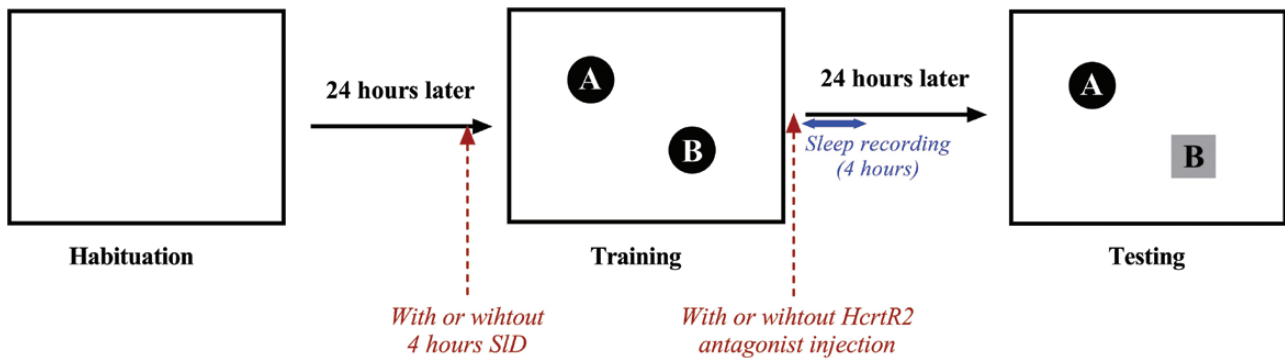 24 hours later
A
B
24 hours later
Sleep recording
(4 hours)
A
B
Habituation
Training
Testing
With or wihtout
4 hours SlD
With or wihtout HcrtR2
antagonist injection